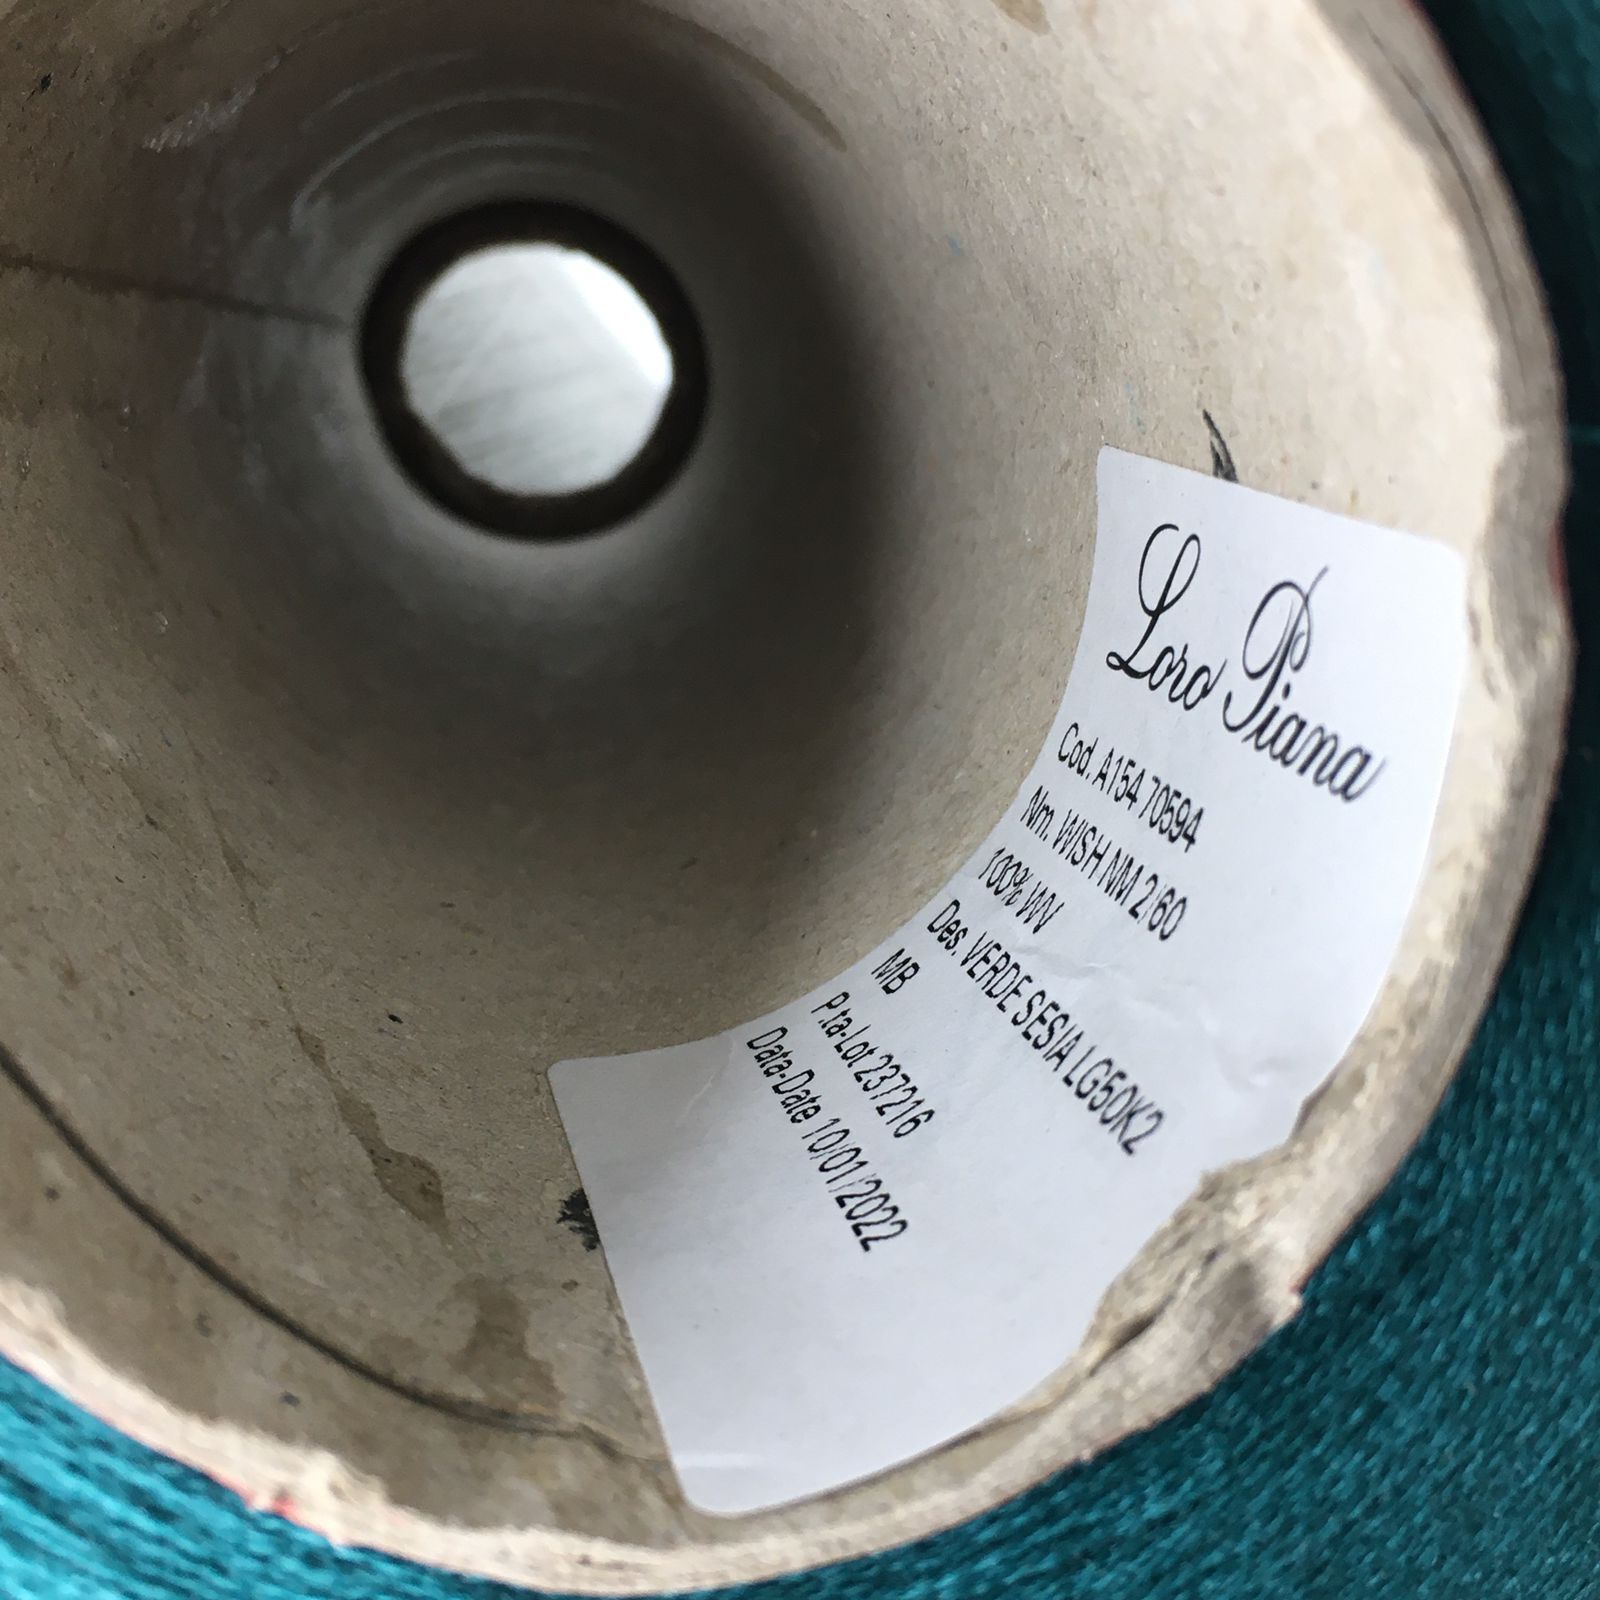 Loro Piana
Cod. A154 70594
Nm. WISH NM 2/60
100% WV
Des. VERDE SESIA LG50K2
MB
P.ta-Lot 237216
Data-Date 10/01/2022